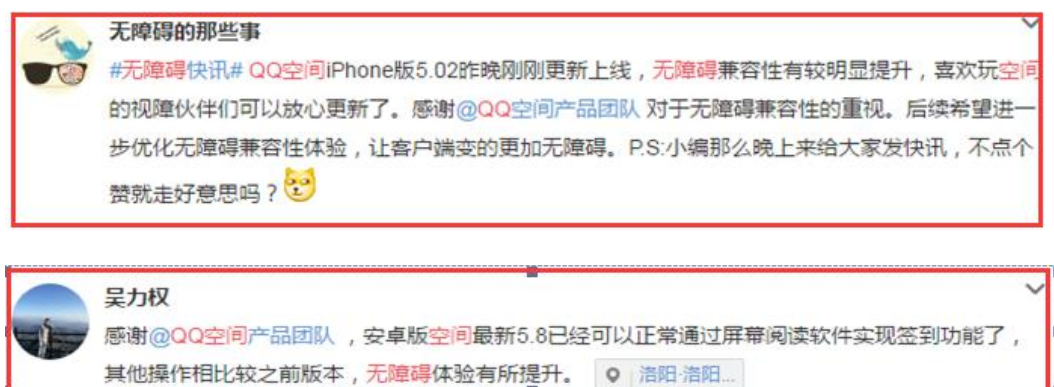 无障碍的那些事
#无障碍快讯# QQ空间iPhone版5.02昨晚刚刚更新上线，无障碍兼容性有较明显提升，喜欢玩空间
的视障伙伴们可以放心更新了。感谢@QQ空间产品团队 对于无障碍兼容性的重视。后续希望进一
步优化无障碍兼容性体验，让客户端变的更加无障碍。P.S:小编那么晚上来给大家发快讯，不点个
赞就走好意思吗？
吴力权
感谢@QQ空间产品团队 ，安卓版空间最新5.8已经可以正常通过屏幕阅读软件实现签到功能了，
其他操作相比较之前版本，无障碍体验有所提升。 洛阳·洛阳...